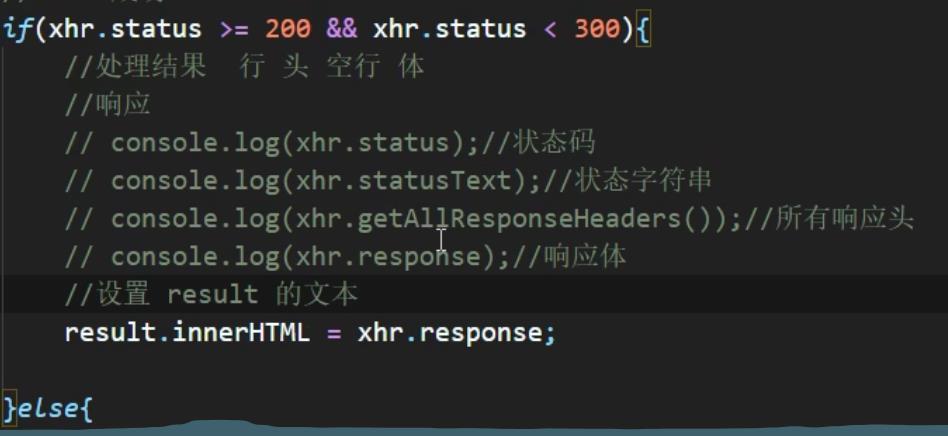 if(xhr.status >= 200 && xhr.status < 300){
//处理结果 行 头 空行 体
//响应
// console.log(xhr.status);//状态码
// console.log(xhr.statusText);//状态字符串
// console.log(xhr.getAllResponseHeaders());//所有响应头
// console.log(xhr.response);//响应体
//设置 result 的文本
result.innerHTML = xhr.response;
}else{